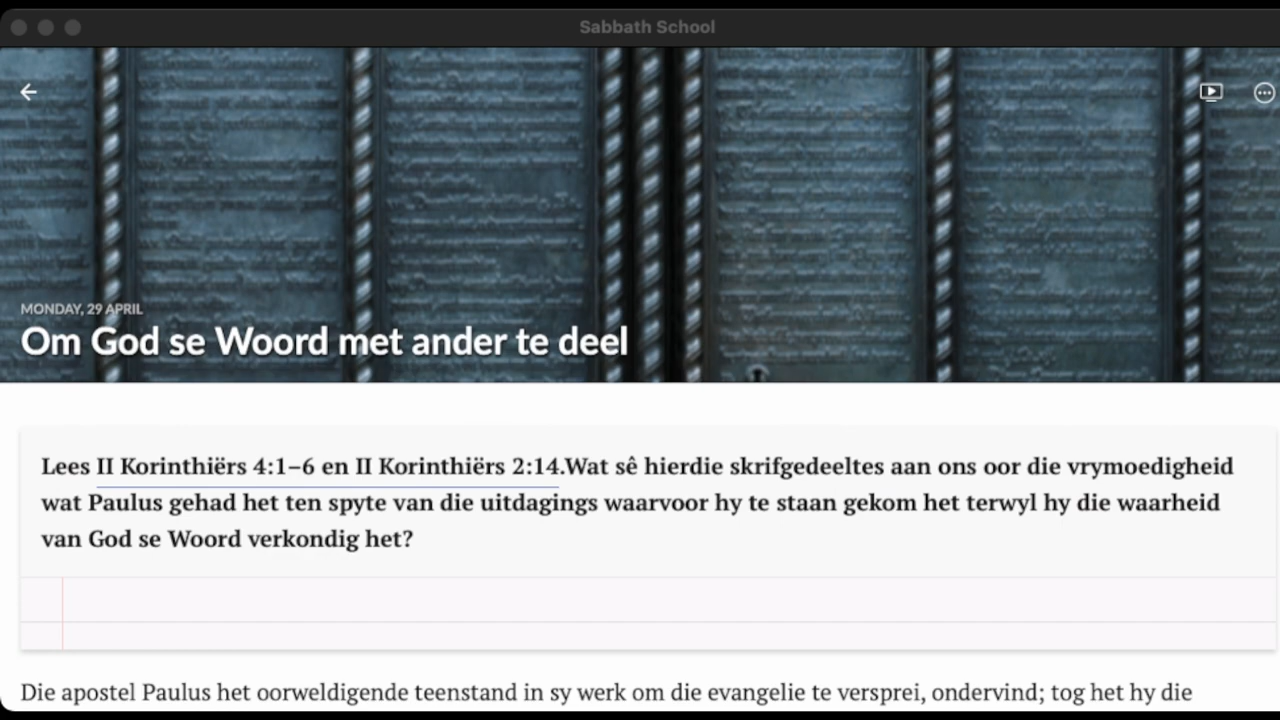 Sabbath School
MONDAY, 29 APRIL
Om God se Woord met ander te deel
Lees II Korinthiërs 4:1–6 en II Korinthiërs 2:14.Wat sê hierdie skrifgedeeltes aan ons oor die vrymoedigheid
wat Paulus gehad het ten spyte van die uitdagings waarvoor hy te staan gekom het terwyl hy die waarheid
van God se Woord verkondig het?
Die apostel Paulus het oorweldigende teenstand in sy werk om die evangelie te versprei, ondervind; tog het hy die